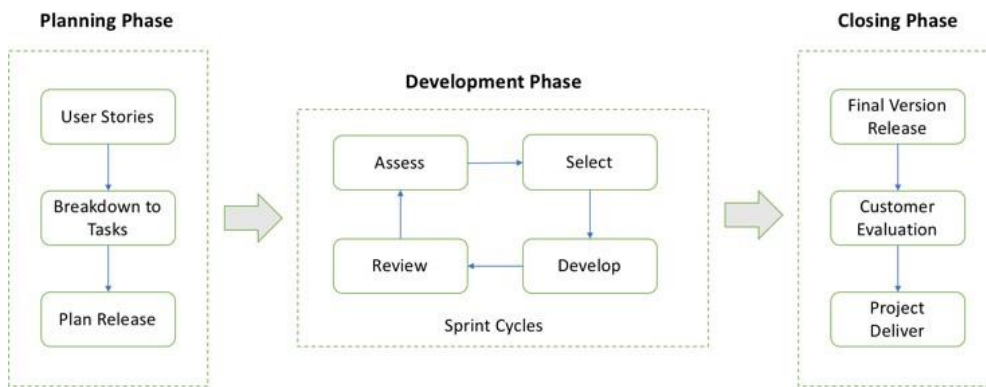 Planning Phase
User Stories
Breakdown to
Tasks
Plan Release
Development Phase
Assess
Select
Review
Develop
Sprint Cycles
Closing Phase
Final Version
Release
Customer
Evaluation
Project
Deliver